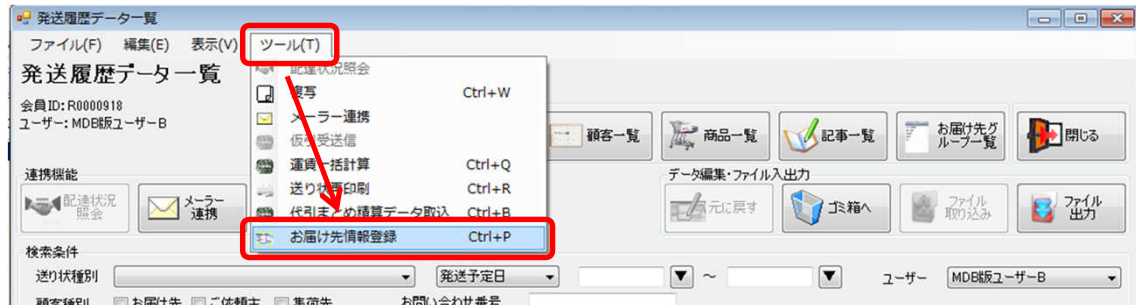 発送履歴データ一覧
ファイル(F) 編集(E) 表示(V) ツール(T)
発送履歴データ一覧
会員ID: R0000918
ユーザー: MDB版ユーザーB
配達状況照会
複写 Ctrl+W
メーラー連携
仮引受送信
運賃一括計算 Ctrl+Q
送り状再印刷 Ctrl+R
代引まとめ精算データ取込 Ctrl+B
お届け先情報登録 Ctrl+P
顧客一覧
商品一覧
記事一覧
お届け先グ
ループ一覧
閉じる
連携機能
配達状況
照会
メーラー
連携
データ編集・ファイル入出力
元に戻す
ゴミ箱へ
ファイル
取り込み
ファイル
出力
検索条件
送り状種別 発送予定日 ～ ユーザー MDB版ユーザーB
顧客種別 お届け先 ご依頼主 集荷先 お問い合わせ番号